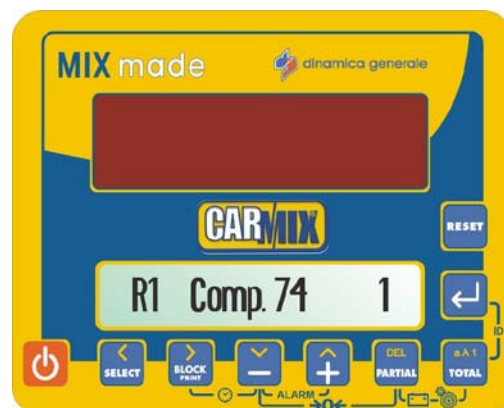 MIX made
dinamica generale
CARMIX
RESET
R1 Comp. 74 1
ID
SELECT
BLOCK
PRINT
DEL
PARTIAL
a A 1
TOTAL
ALARM
→0←